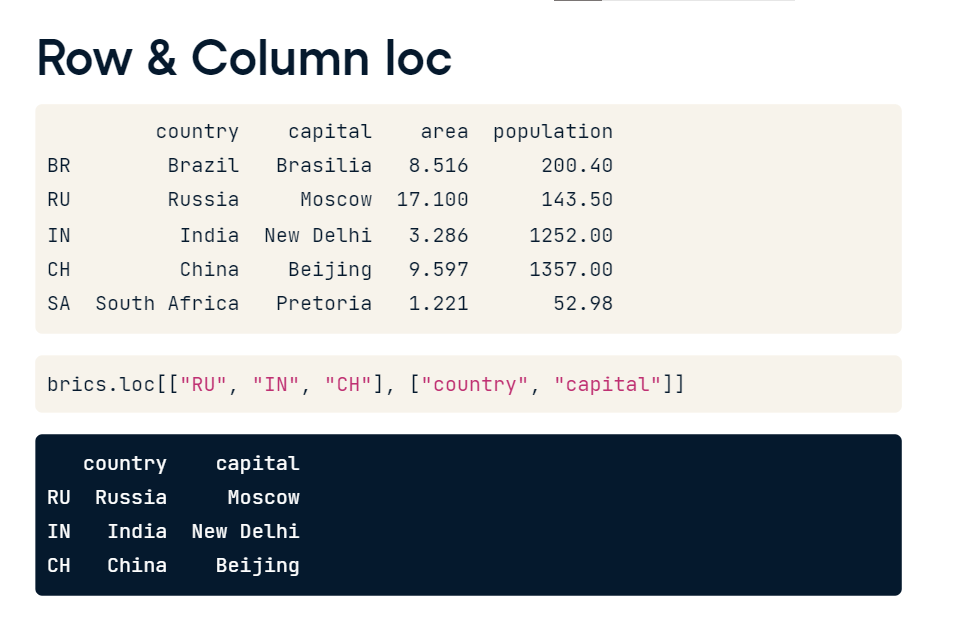 Row & Column loc
country capital area population
BR Brazil Brasilia 8.516 200.40
RU Russia Moscow 17.100 143.50
IN India New Delhi 3.286 1252.00
CH China Beijing 9.597 1357.00
SA South Africa Pretoria 1.221 52.98
brics.loc[["RU", "IN", "CH"], ["country", "capital"]]
country capital
RU Russia Moscow
IN India New Delhi
CH China Beijing